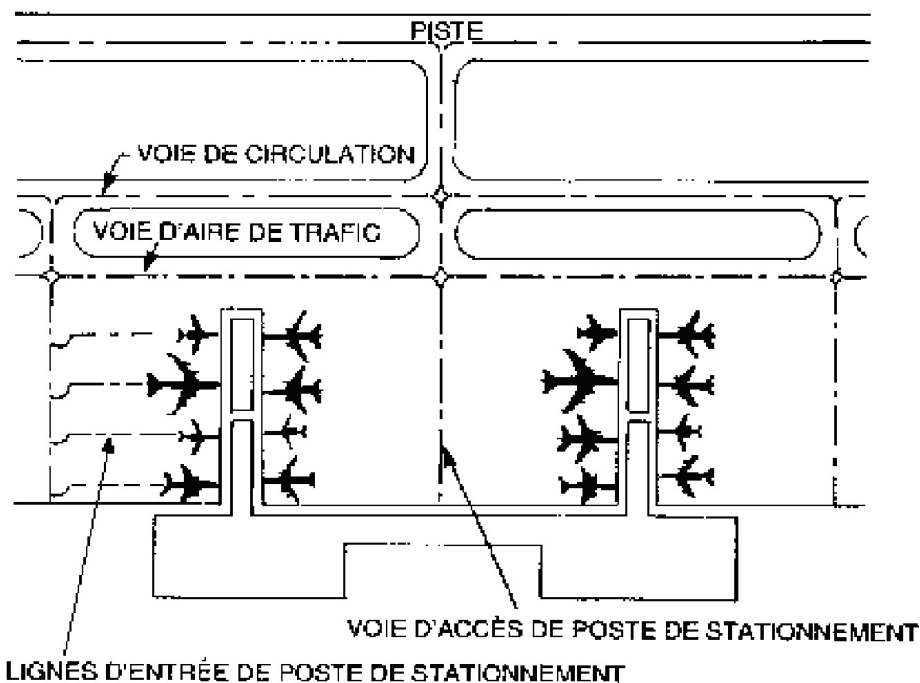 PISTE
VOIE DE CIRCULATION
VOIE D'AIRE DE TRAFIC
VOIE D'ACCÈS DE POSTE DE STATIONNEMENT
LIGNES D'ENTRÉE DE POSTE DE STATIONNEMENT